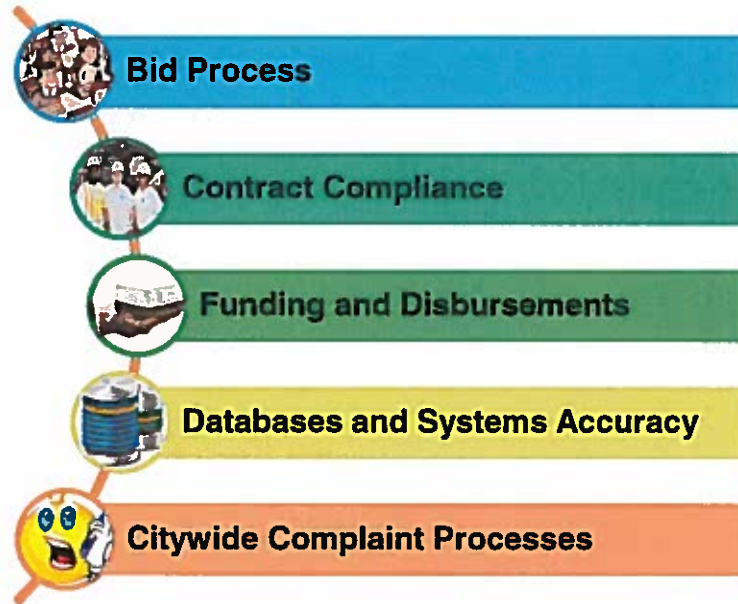 Bid Process
Contract Compliance
Funding and Disbursements
Databases and Systems Accuracy
Citywide Complaint Processes